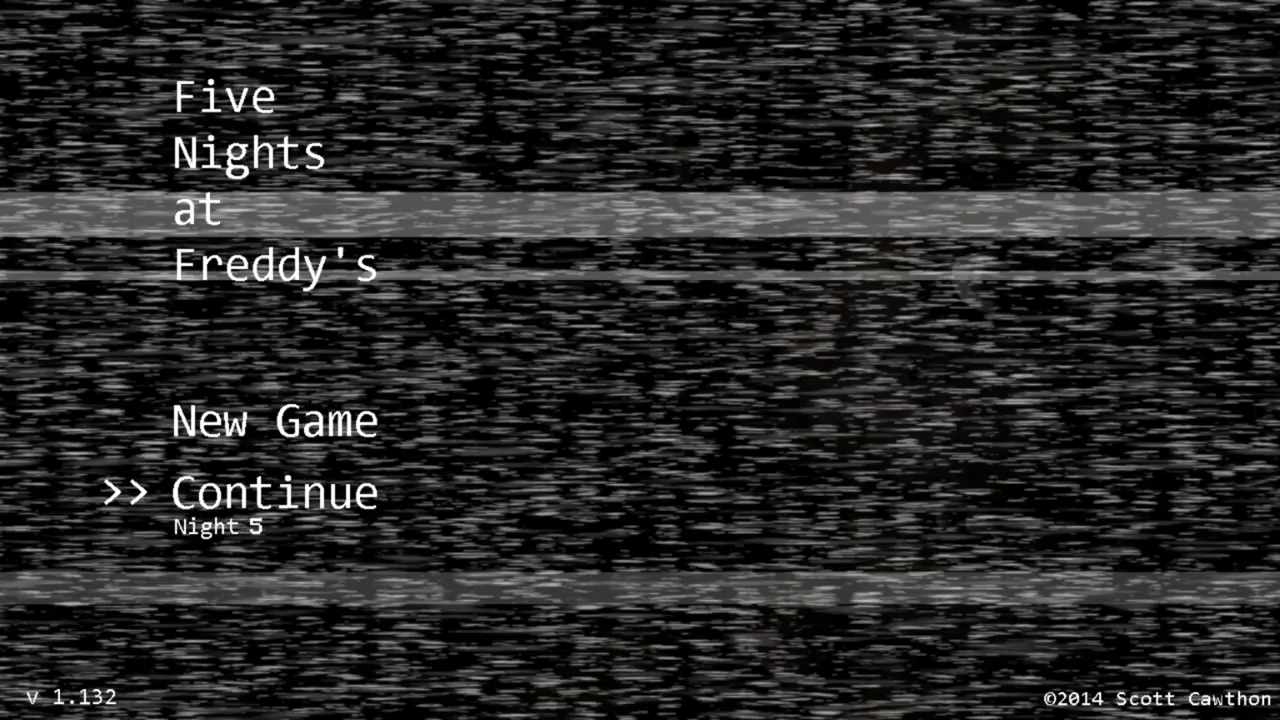 Five
Nights
at
Freddy's
New Game
>> Continue
Night 5
v 1.132
©2014 Scott Cawthon